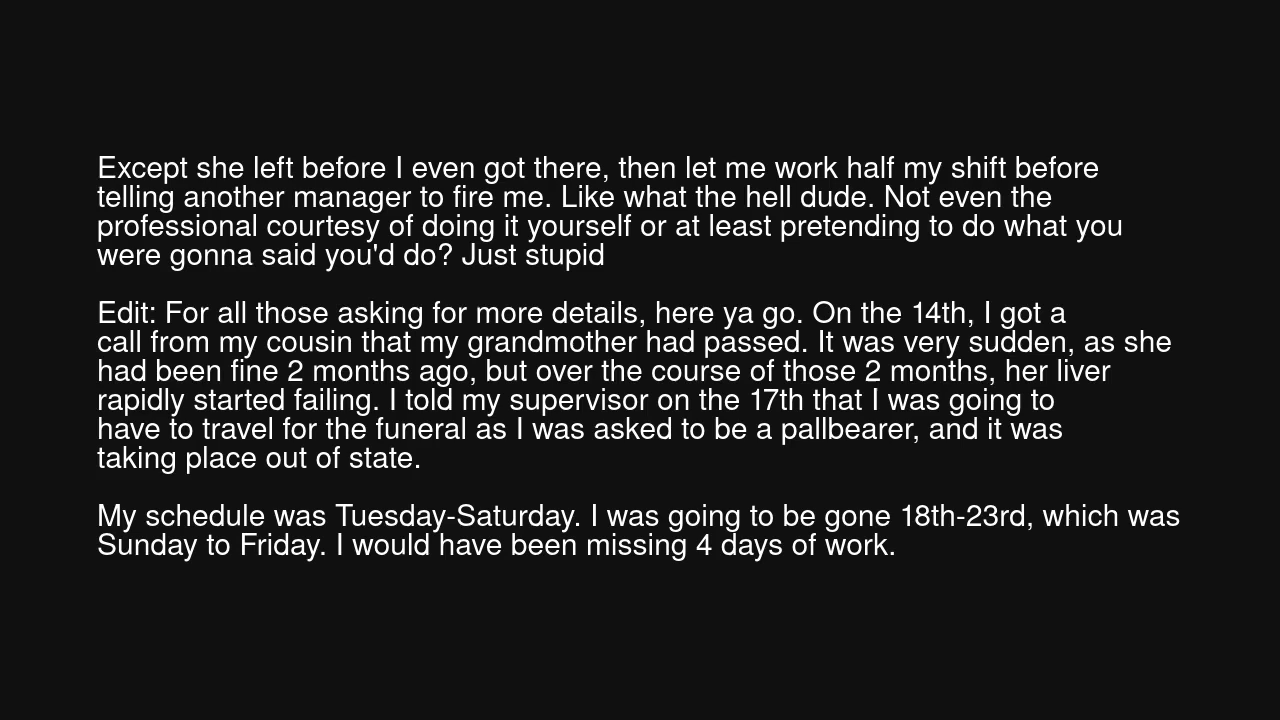 Except she left before I even got there, then let me work half my shift before
telling another manager to fire me. Like what the hell dude. Not even the
professional courtesy of doing it yourself or at least pretending to do what you
were gonna said you'd do? Just stupid
Edit: For all those asking for more details, here ya go. On the 14th, I got a
call from my cousin that my grandmother had passed. It was very sudden, as she
had been fine 2 months ago, but over the course of those 2 months, her liver
rapidly started failing. I told my supervisor on the 17th that I was going to
have to travel for the funeral as I was asked to be a pallbearer, and it was
taking place out of state.
My schedule was Tuesday-Saturday. I was going to be gone 18th-23rd, which was
Sunday to Friday. I would have been missing 4 days of work.